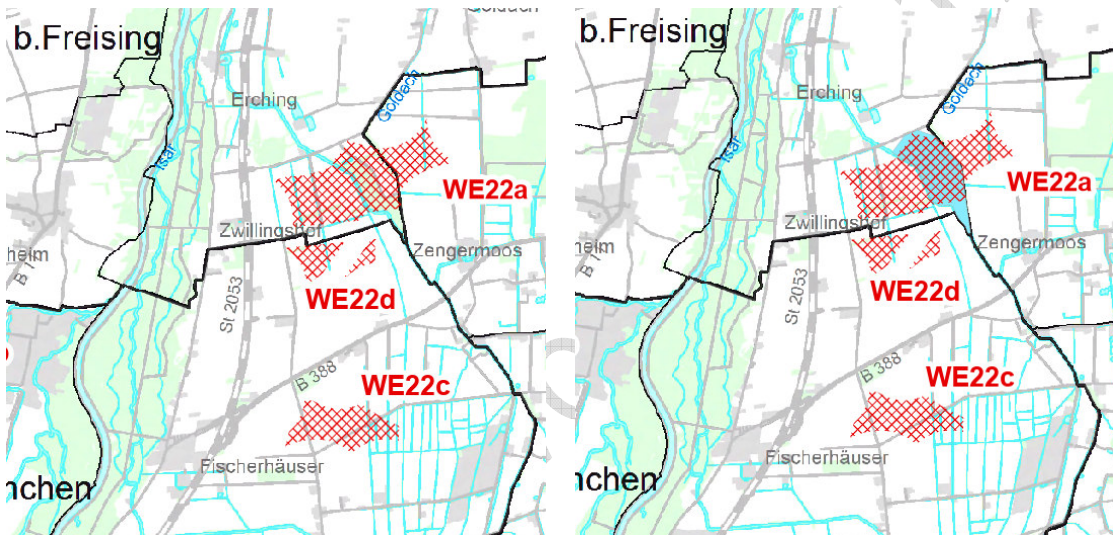 Goldach
b.Freising
Erching
Goldach
Isar
WE22a
Zwillingshof
Zengermoos
heim
WE22d
St 2053
B 388
WE22c
Fischerhäuser
nchen
b.Freising
Goldach
Erching
Isar
WE22a
Zwillingshof
Zengermoos
heim
WE22d
St 2053
B 388
WE22c
Fischerhäuser
nchen